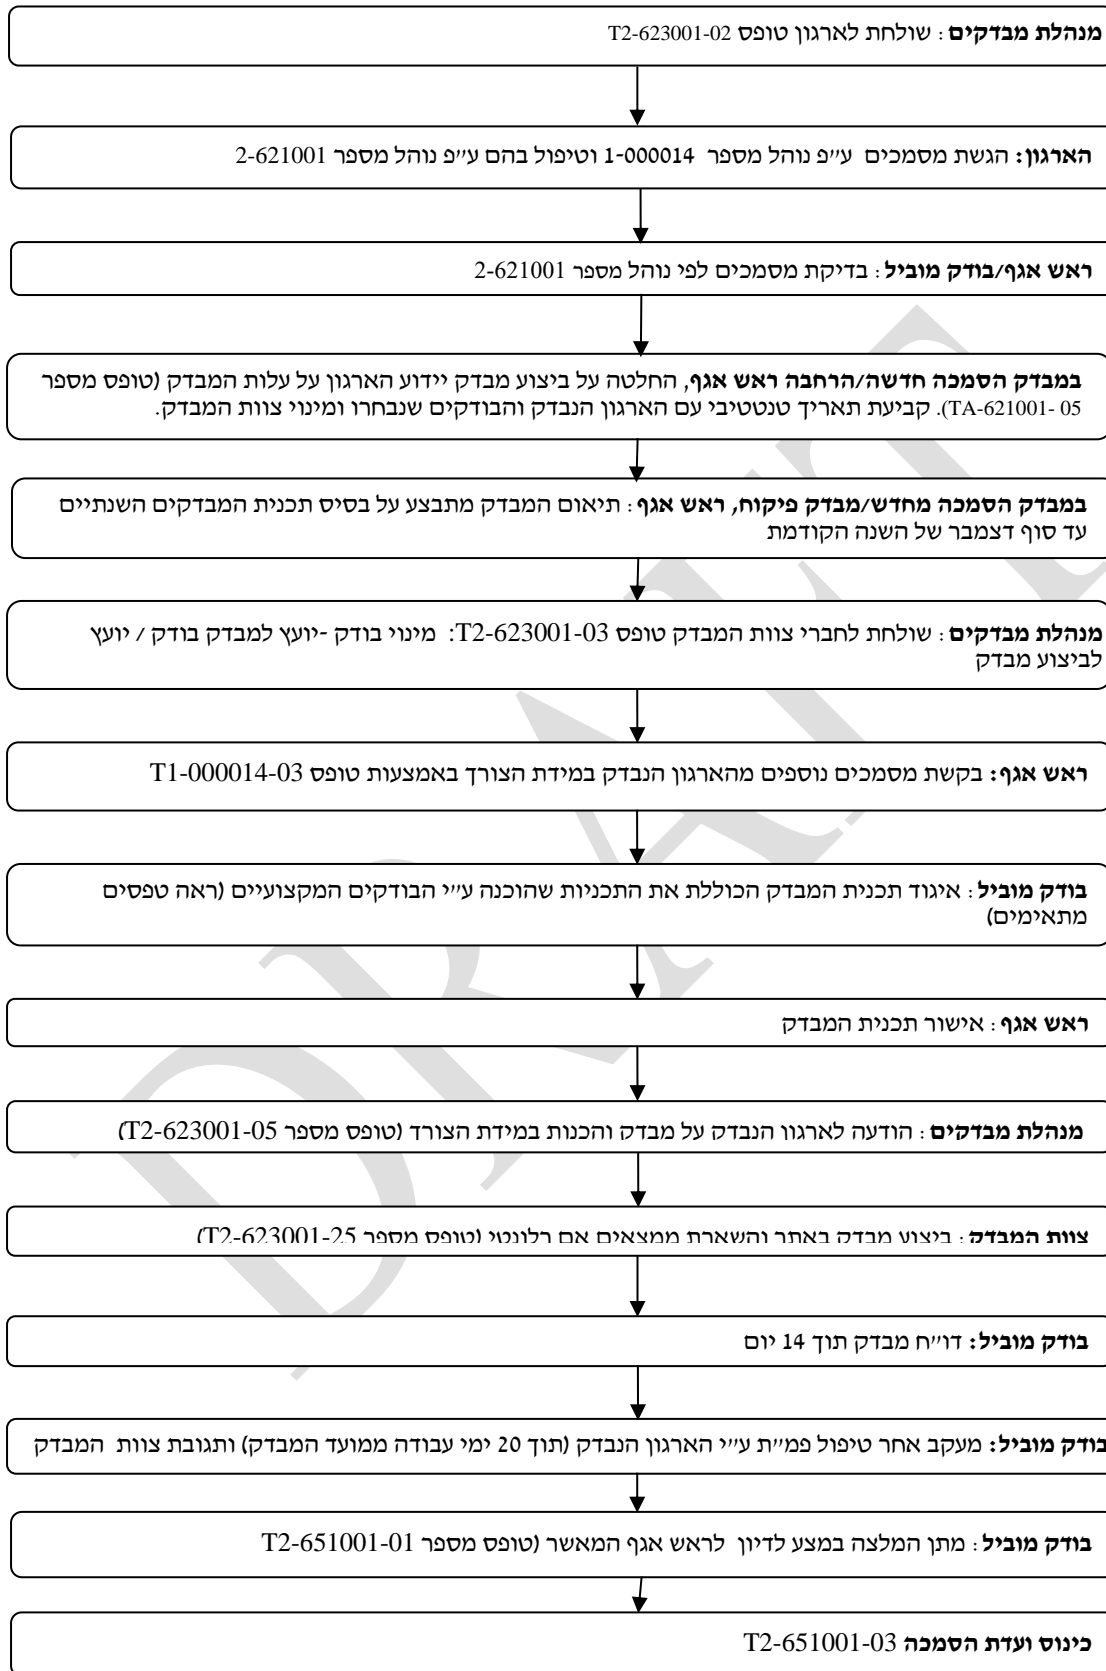 מנהלת מבדקים: שולחת לארגון טופס T2-623001-02
הארגון: הגשת מסמכים ע״פ נוהל מספר 1-000014 וטיפול בהם ע״פ נוהל מספר 2-621001
ראש אגף/בודק מוביל: בדיקת מסמכים לפי נוהל מספר 2-621001
במבדק הסמכה חדשה/הרחבה ראש אגף, החלטה על ביצוע מבדק יידוע הארגון על עלות המבדק (טופס מספר
TA-621001- 05). קביעת תאריך טנטטיבי עם הארגון הנבדק והבודקים שנבחרו ומינוי צוות המבדק.
במבדק הסמכה מחדש/מבדק פיקוח, ראש אגף: תיאום המבדק מתבצע על בסיס תכנית המבדקים השנתיים
עד סוף דצמבר של השנה הקודמת
מנהלת מבדקים: שולחת לחברי צוות המבדק טופס T2-623001-03: מינוי בודק -יועץ למבדק בודק / יועץ
לביצוע מבדק
ראש אגף: בקשת מסמכים נוספים מהארגון הנבדק במידת הצורך באמצעות טופס T1-000014-03
בודק מוביל: איגוד תכנית המבדק הכוללת את התכניות שהוכנה ע״י הבודקים המקצועיים (ראה טפסים
מתאימים)
ראש אגף: אישור תכנית המבדק
מנהלת מבדקים: הודעה לארגון הנבדק על מבדק והכנות במידת הצורך (טופס מספר T2-623001-05)
צוות המבדק: ביצוע מבדק באתר והשארת ממצאים אם רלונטי (טופס מספר T2-623001-25)
בודק מוביל: דו״ח מבדק תוך 14 יום
בודק מוביל: מעקב אחר טיפול פמ״ת ע״י הארגון הנבדק (תוך 20 ימי עבודה ממועד המבדק) ותגובת צוות המבדק
בודק מוביל: מתן המלצה במצע לדיון לראש אגף המאשר (טופס מספר T2-651001-01
כינוס ועדת הסמכה T2-651001-03
DRAFT